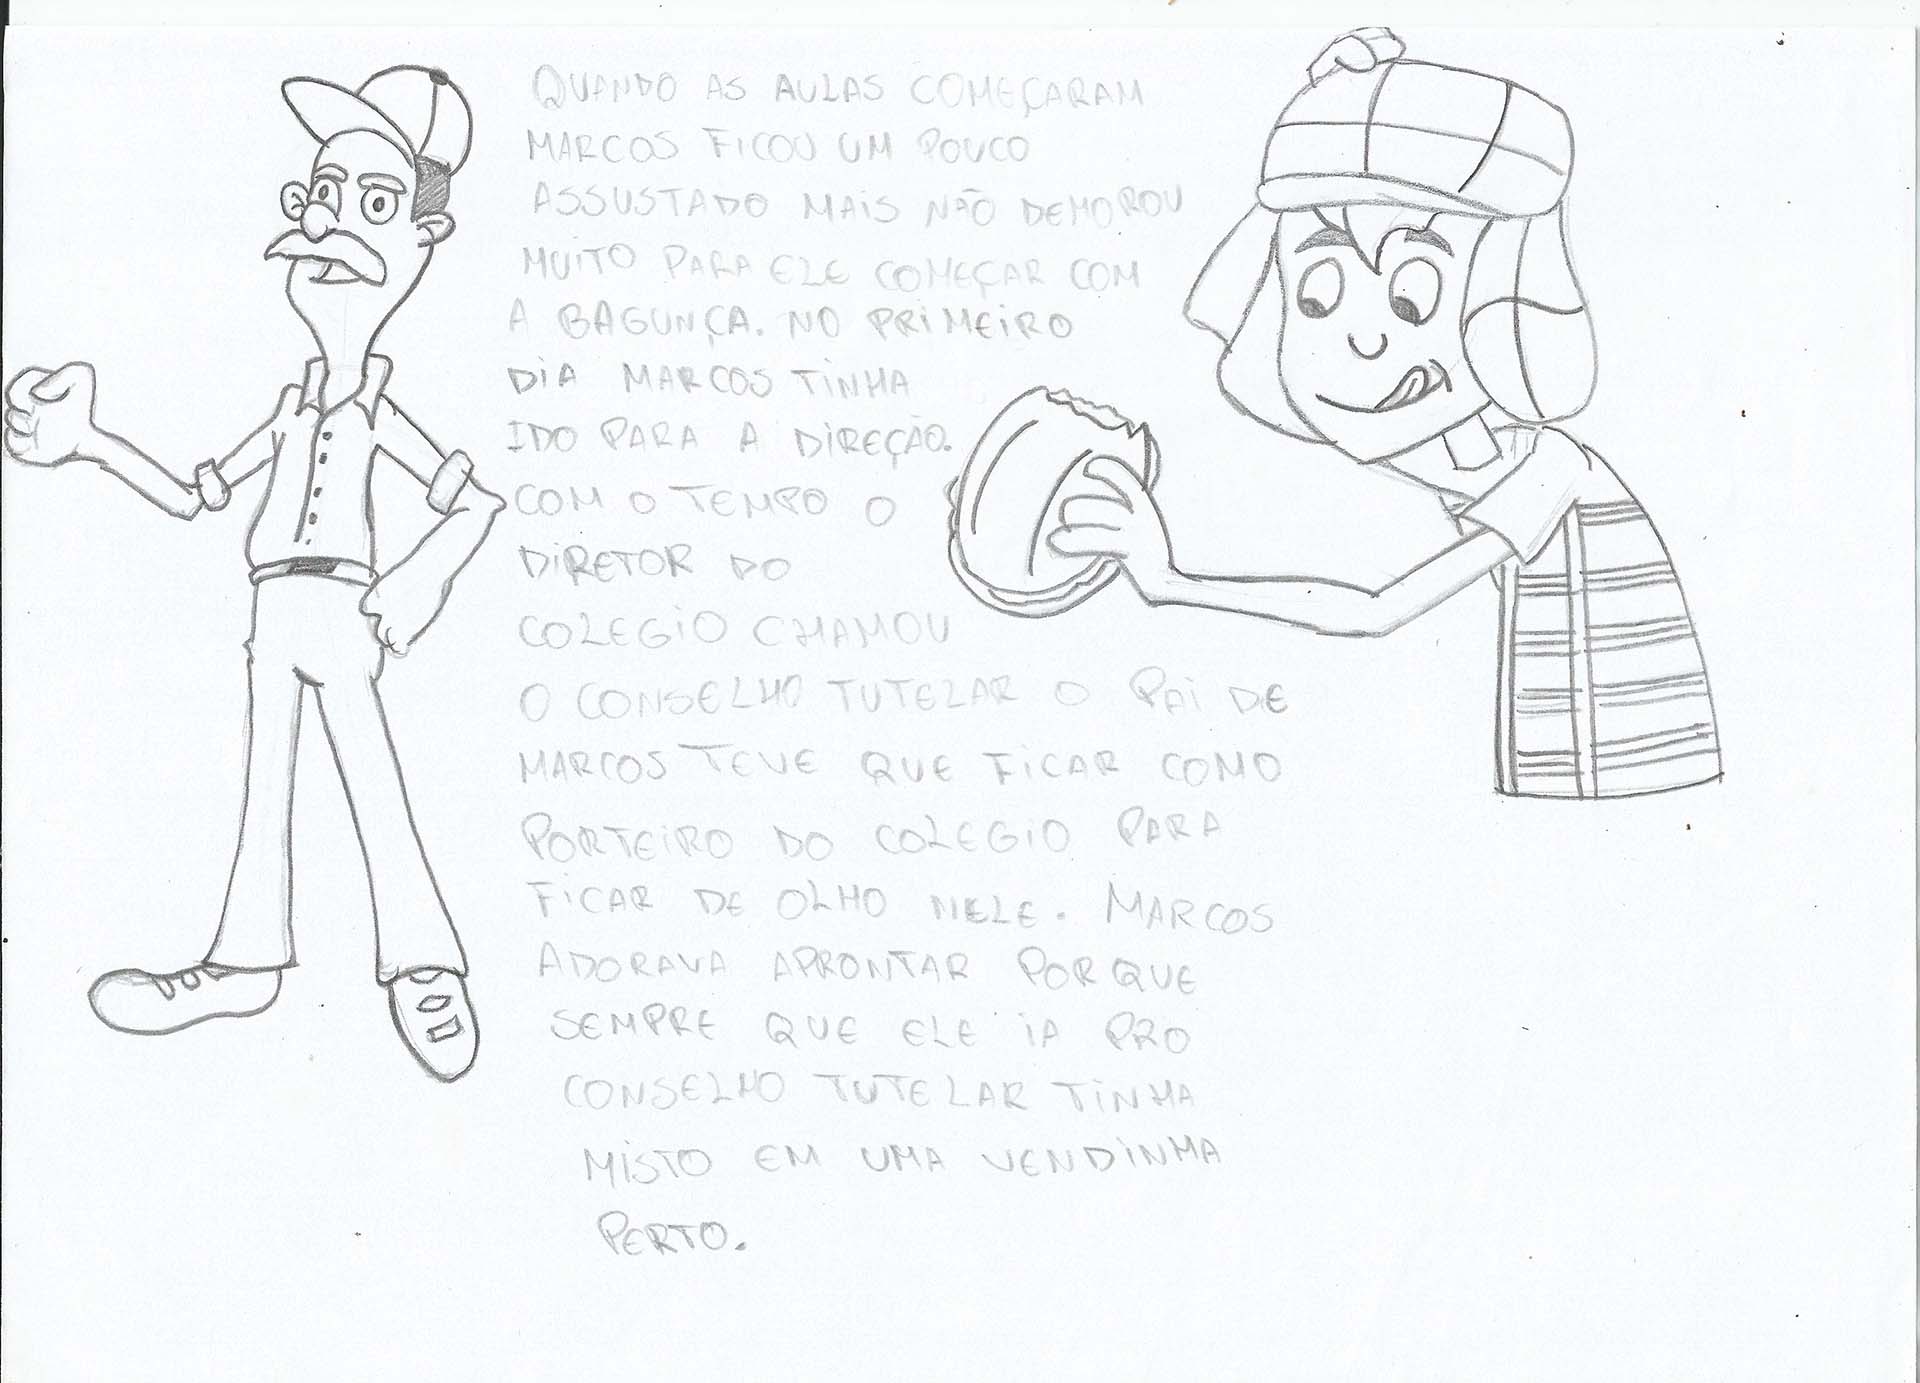 QUANDO AS AULAS COMEÇARAM
MARCOS FICOU UM POUCO
ASSUSTADO MAIS NÃO DEMOROU
MUITO PARA ELE COMEÇAR COM
A BAGUNÇA. NO PRIMEIRO
DIA MARCOS TINHA
IDO PARA A DIREÇÃO.
COM O TEMPO O
DIRETOR DO
COLEGIO CHAMOU
O CONSELHO TUTELAR O PAI DE
MARCOS TEVE QUE FICAR COMO
PORTEIRO DO COLEGIO PARA
FICAR DE OLHO NELE. MARCOS
ADORAVA APRONTAR PORQUE
SEMPRE QUE ELE IA PRO
CONSELHO TUTELAR TINHA
MISTO EM UMA VENDINHA
PERTO.